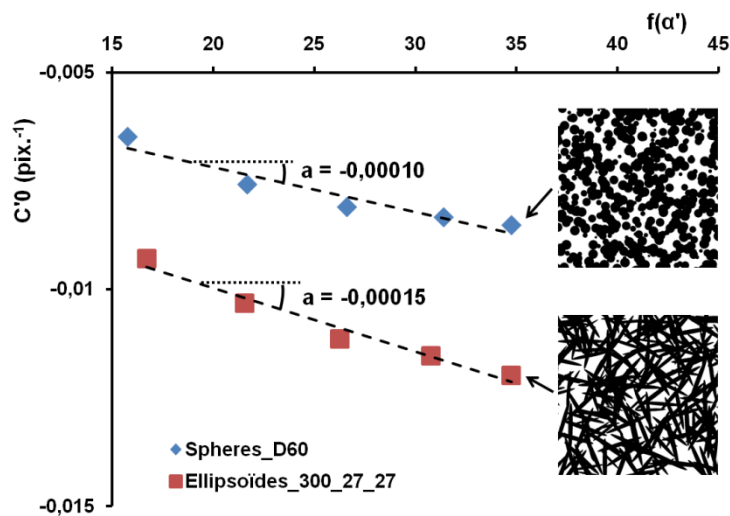 f(α')
15 20 25 30 35 40 45
-0,005
C'0 (pix.⁻¹)
a = -0,00010
-0,01
a = -0,00015
Spheres_D60
Ellipsoïdes_300_27_27
-0,015